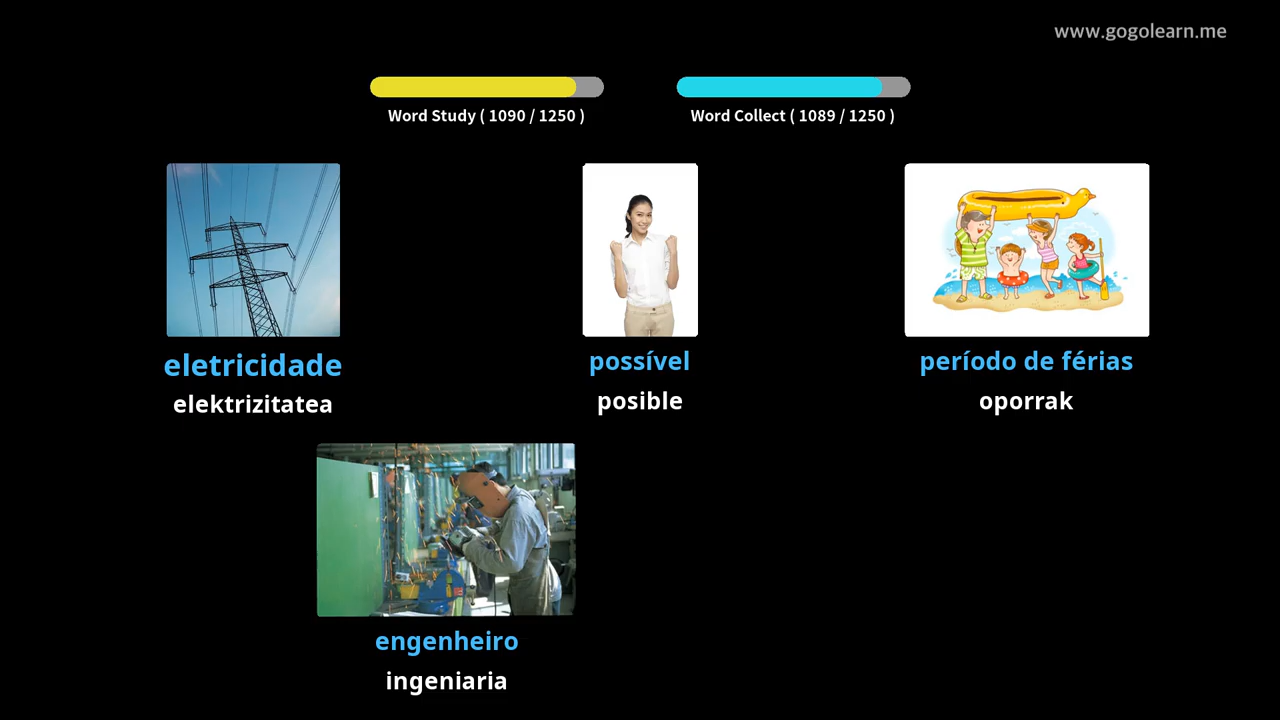 www.gogolearn.me
Word Study ( 1090 / 1250 )
Word Collect ( 1089 / 1250 )
eletricidade
elektrizitatea
possível
posible
período de férias
oporrak
engenheiro
ingeniaria